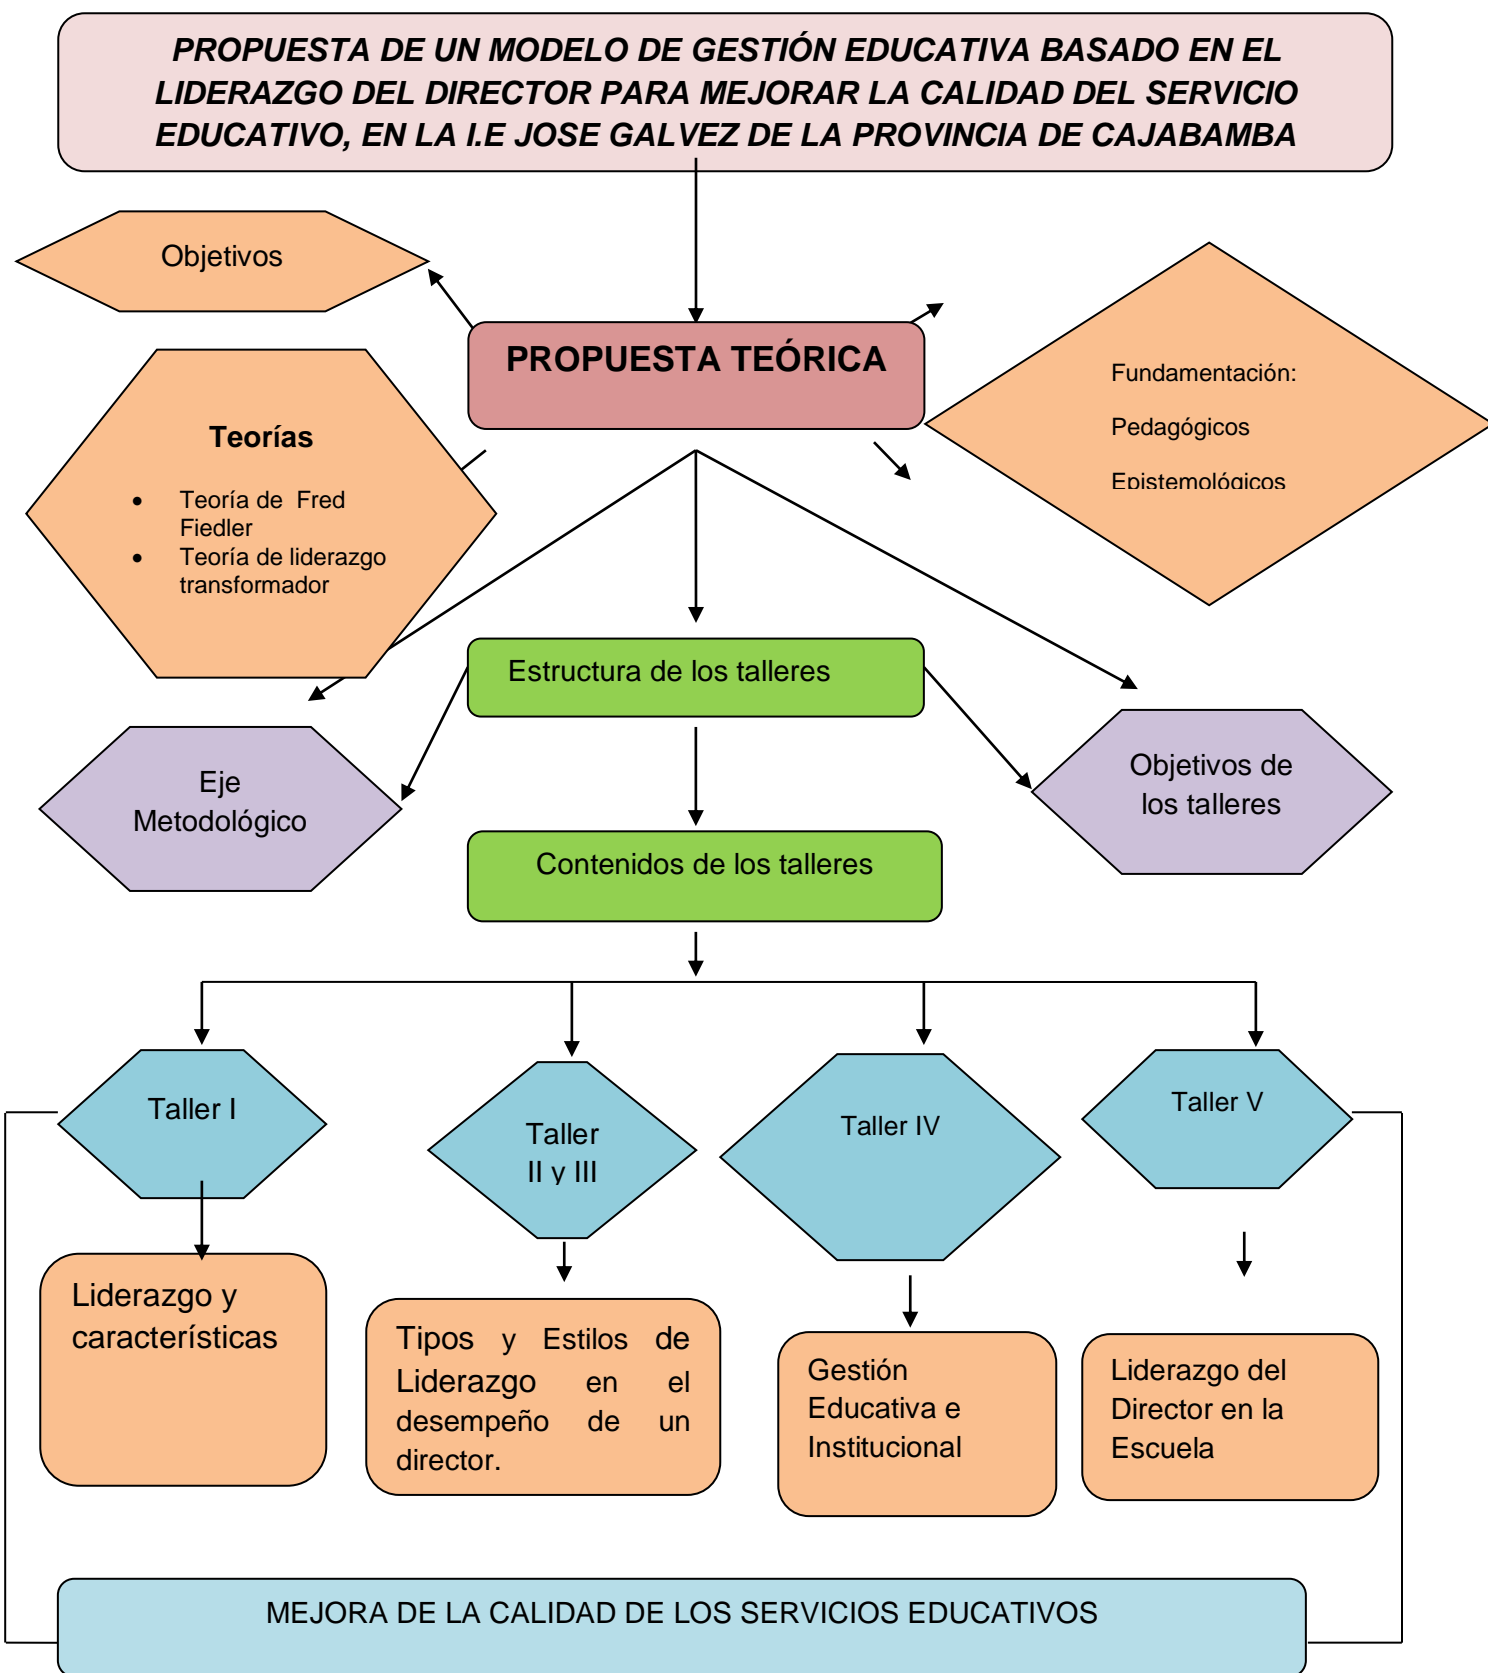 PROPUESTA DE UN MODELO DE GESTIÓN EDUCATIVA BASADO EN EL
LIDERAZGO DEL DIRECTOR PARA MEJORAR LA CALIDAD DEL SERVICIO
EDUCATIVO, EN LA I.E JOSE GALVEZ DE LA PROVINCIA DE CAJABAMBA
Objetivos
PROPUESTA TEÓRICA
Fundamentación:
Pedagógicos
Epistemológicos
Teorías
• Teoría de Fred
Fiedler
• Teoría de liderazgo
transformador
Estructura de los talleres
Eje
Metodológico
Objetivos de
los talleres
Contenidos de los talleres
Taller I
Taller
II y III
Taller IV
Taller V
Liderazgo y
característícas
Tipos y Estilos de
Liderazgo en el
desempeño de un
director.
Gestión
Educativa e
Institucional
Liderazgo del
Director en la
Escuela
MEJORA DE LA CALIDAD DE LOS SERVICIOS EDUCATIVOS